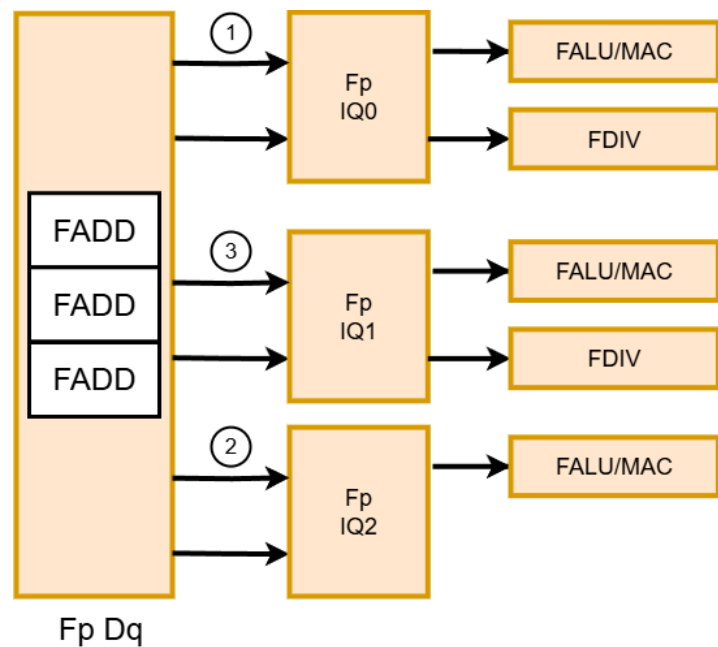 1
Fp
IQ0
FALU/MAC
FDIV
FADD
FADD
FADD
3
Fp
IQ1
FALU/MAC
FDIV
2
Fp
IQ2
FALU/MAC
Fp Dq